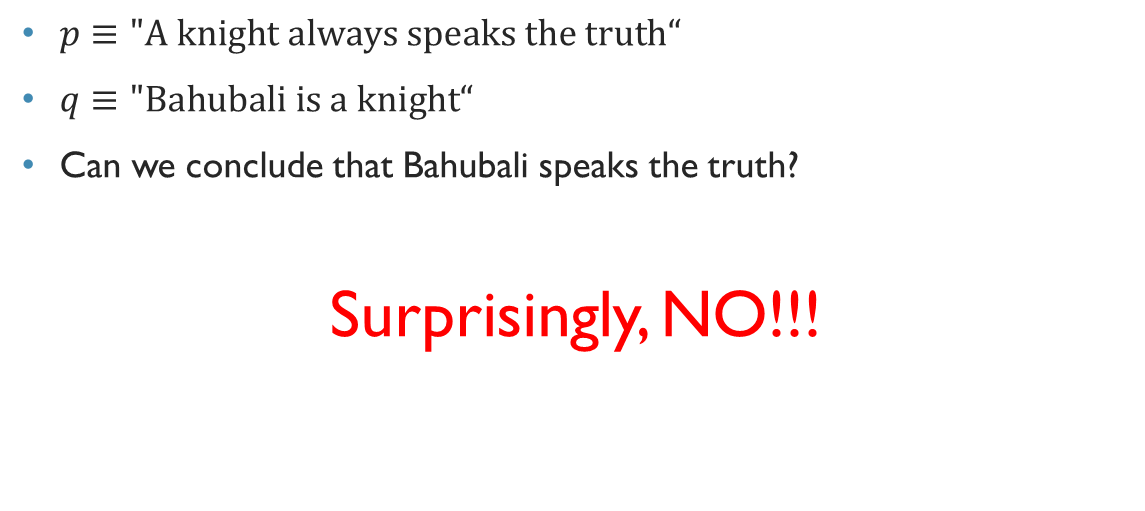 • p ≡ "A knight always speaks the truth“
• q ≡ "Bahubali is a knight“
• Can we conclude that Bahubali speaks the truth?
Surprisingly, NO!!!